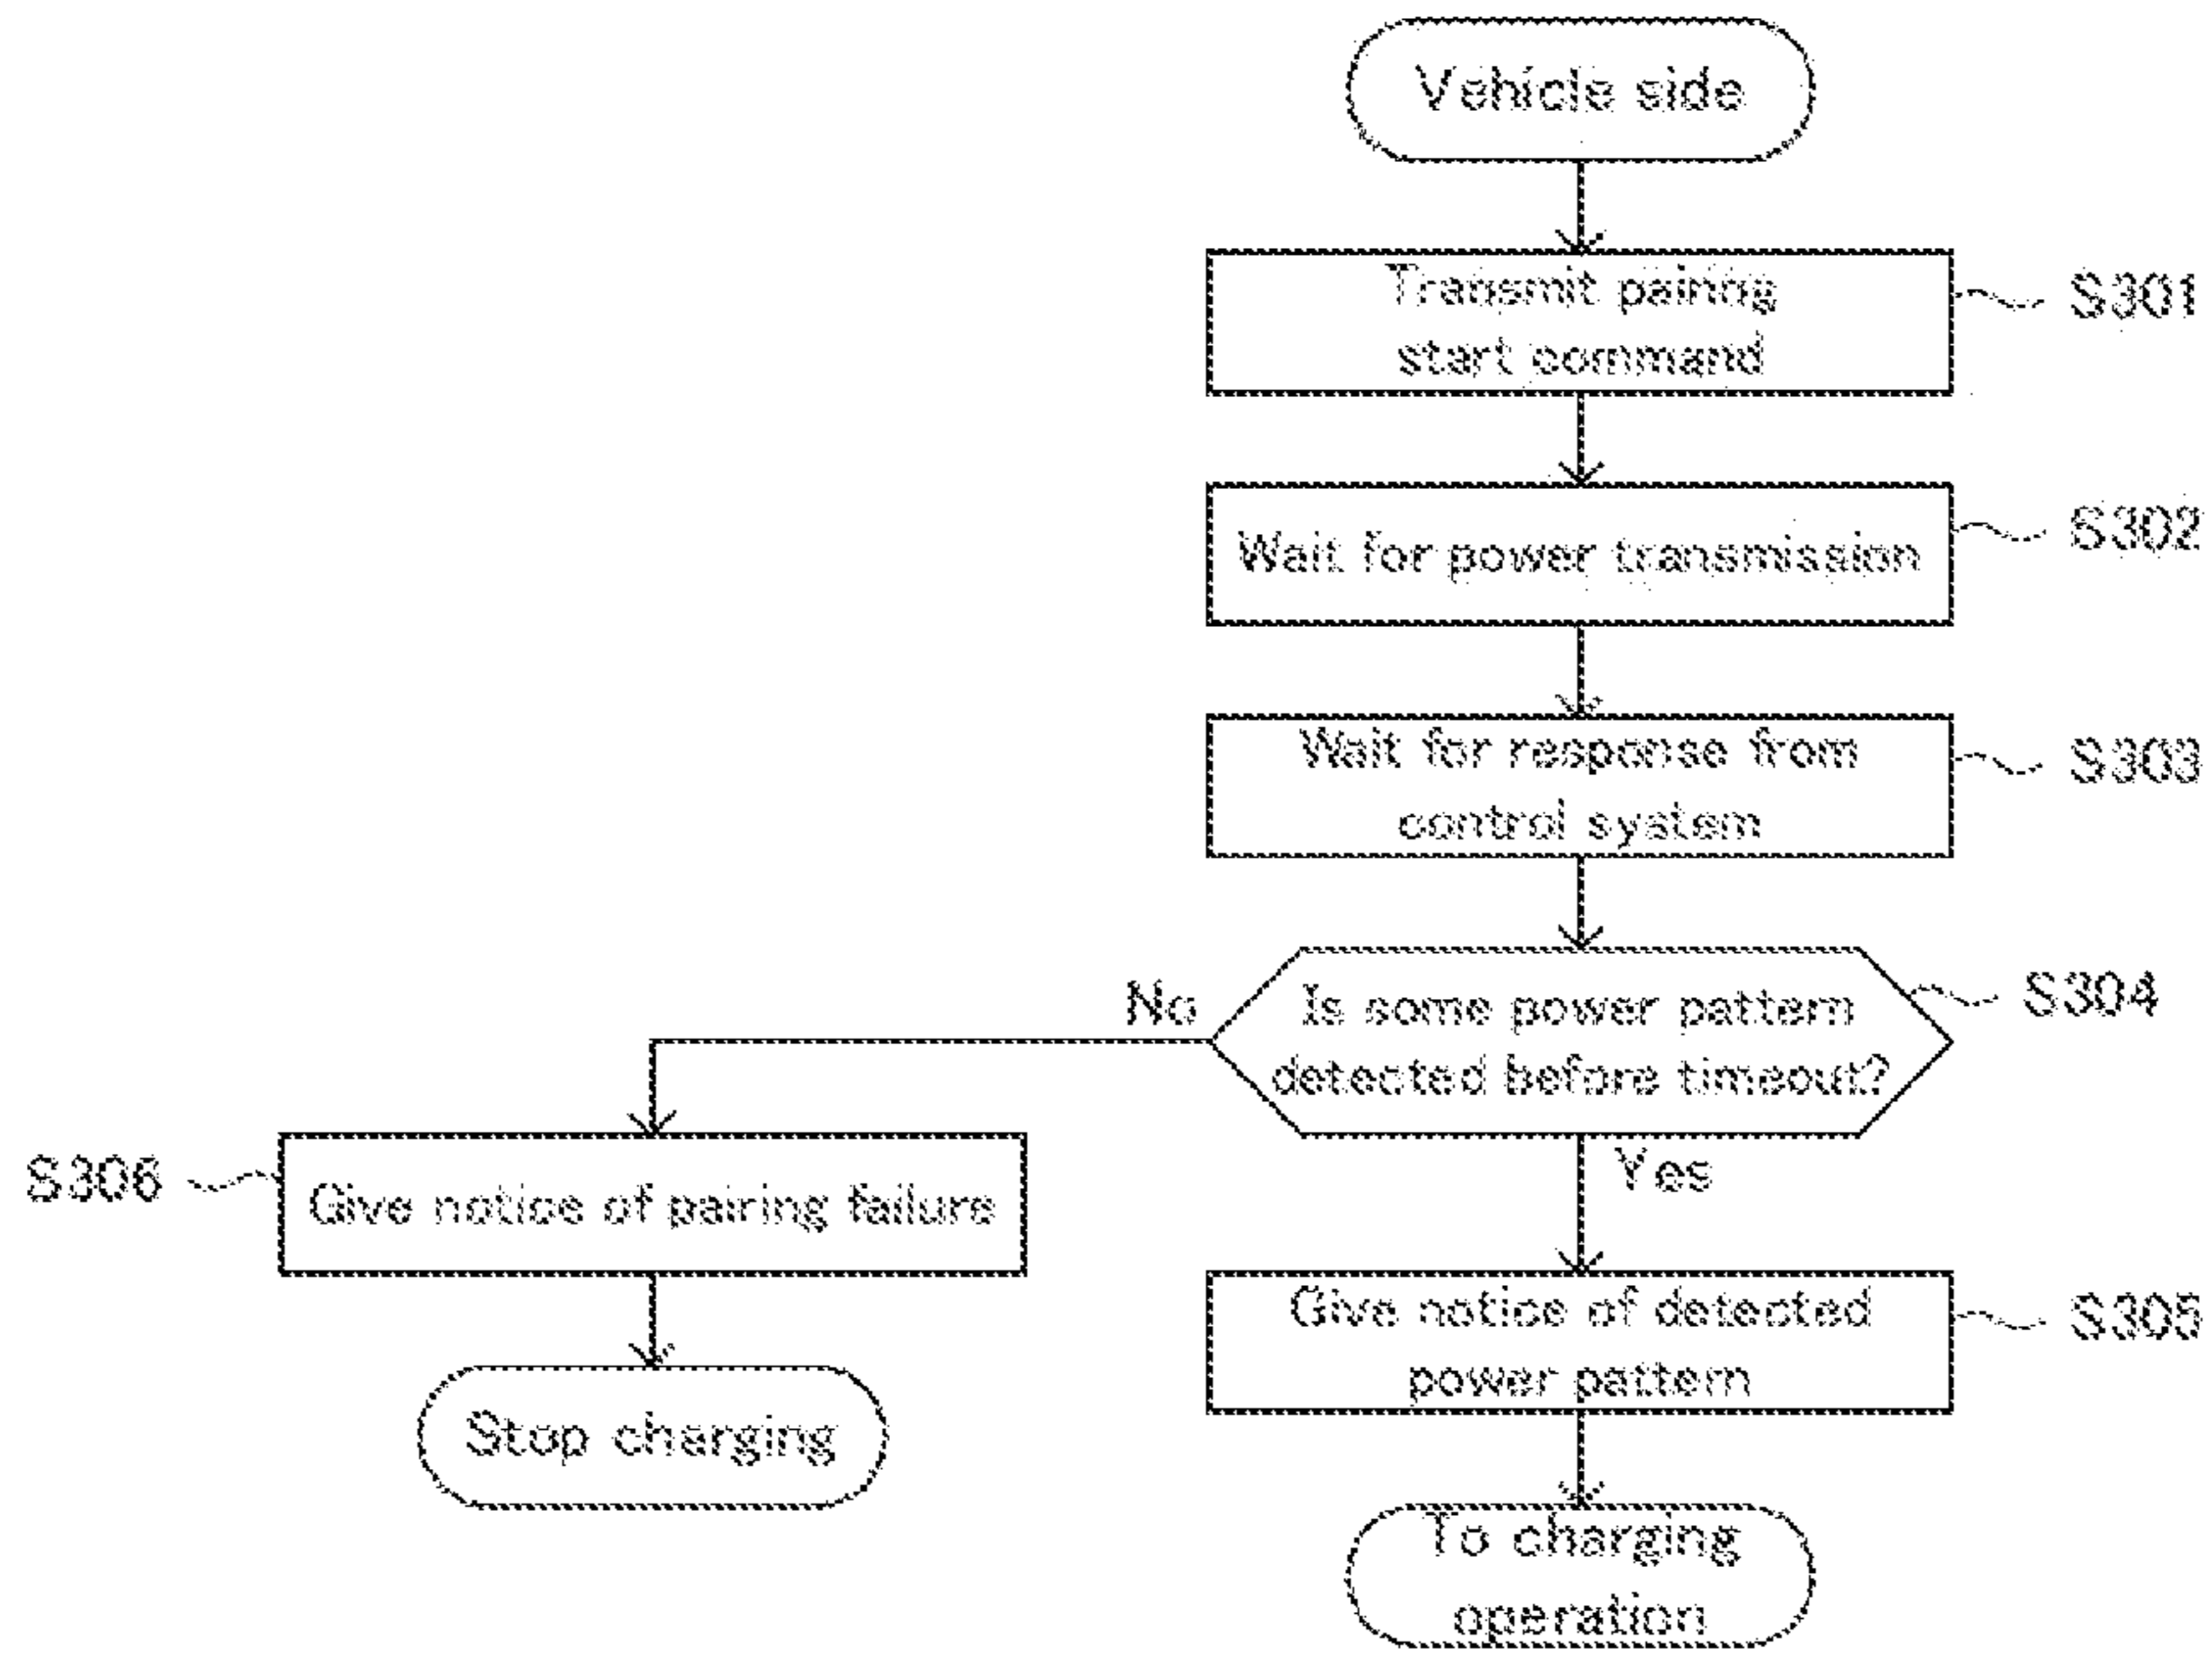 Vehicle side
Transmit pairing
start command
S301
Wait for power transmission
S302
Wait for response from
control system
S303
Is some power pattern
detected before timeout?
S304
No
Yes
S306
Give notice of pairing failure
Give notice of detected
power pattern
S305
Stop charging
To charging
operation